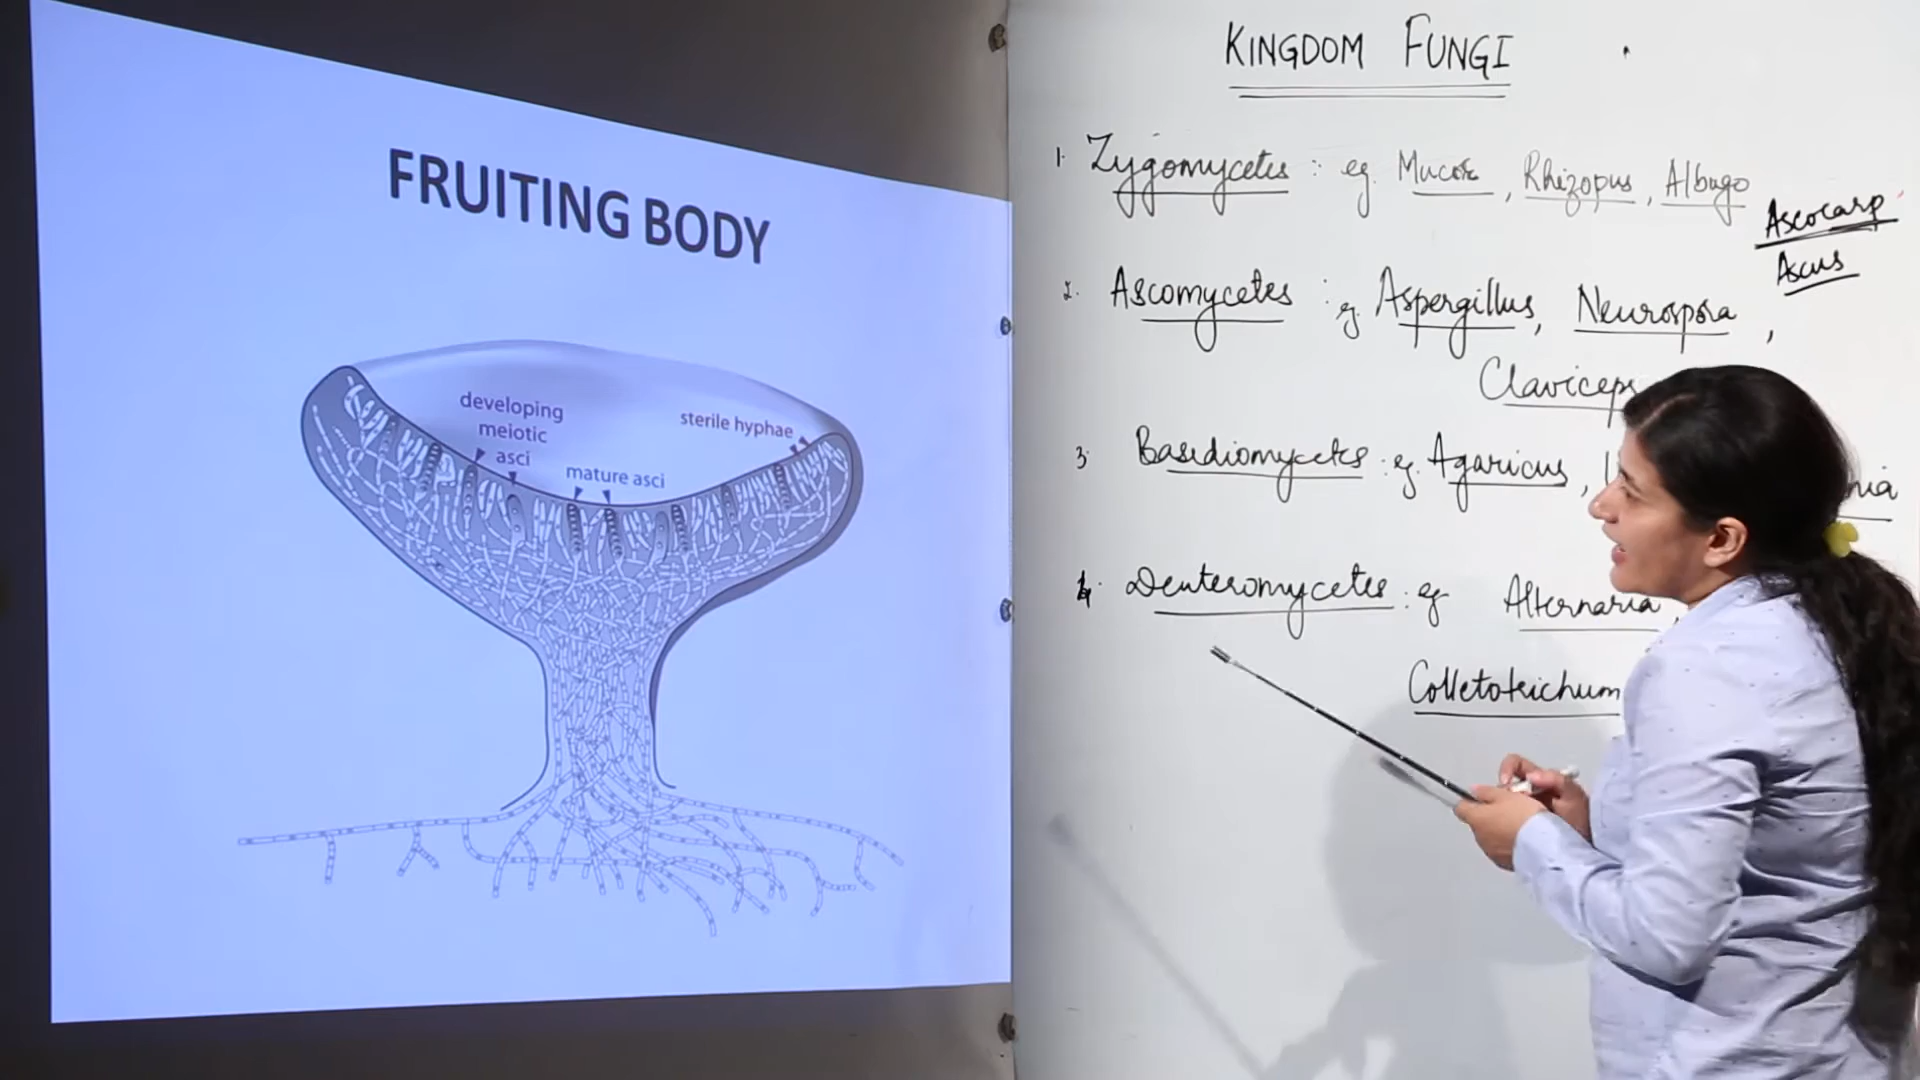 FRUITING BODY
developing
meiotic
asci
mature asci
sterile hyphae
KINGDOM FUNGI
1. Zygomycetes : eg. Mucor, Rhizopus, Albugo
Ascocarp
Ascus
2. Ascomycetes : eg. Aspergillus, Neurospora,
Claviceps
3. Basidiomycetes : eg. Agaricus,
4. Deuteromycetes : eg Alternaria,
Colletotrichum